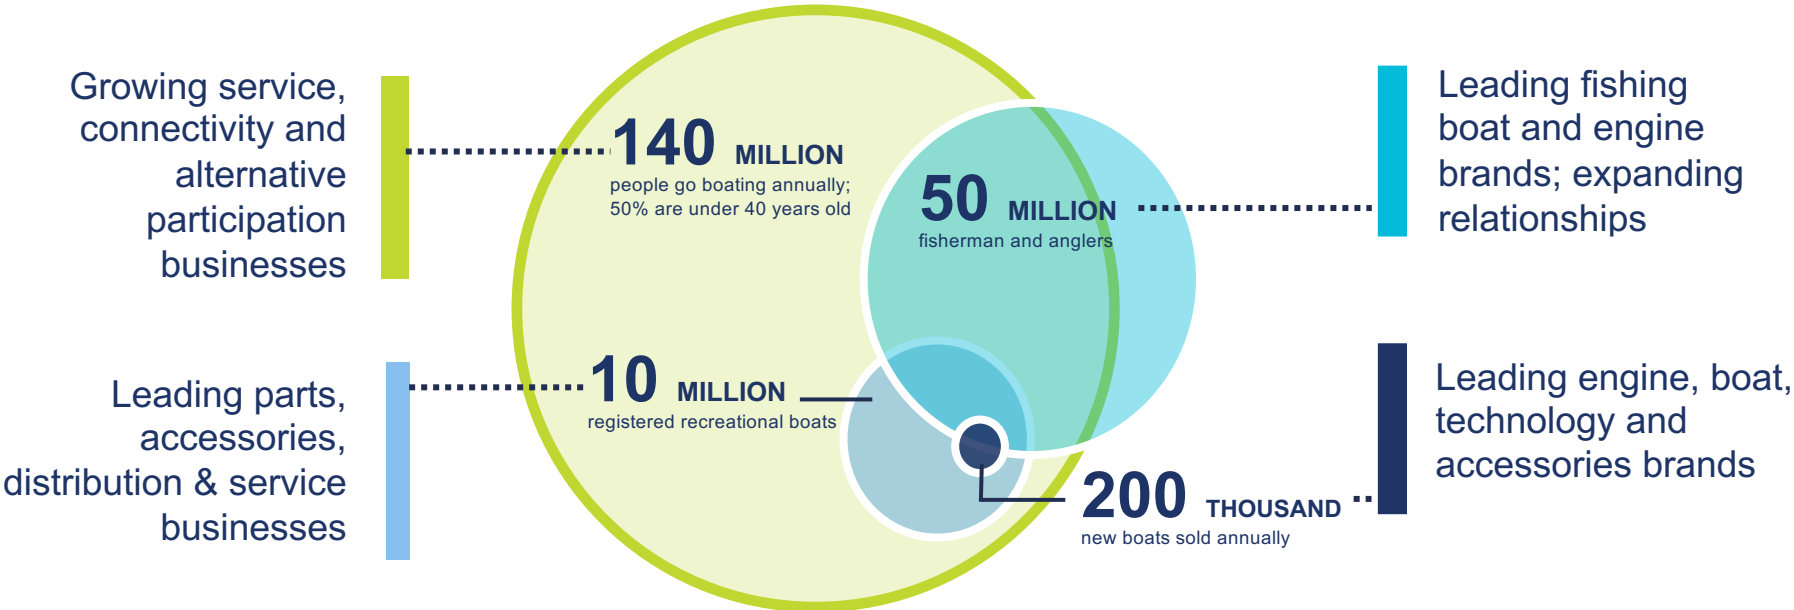 Growing service,
connectivity and
alternative
participation
businesses
140 MILLION
people go boating annually;
50% are under 40 years old
50 MILLION
fisherman and anglers
Leading fishing
boat and engine
brands; expanding
relationships
Leading parts,
accessories,
distribution & service
businesses
10 MILLION
registered recreational boats
200 THOUSAND
new boats sold annually
Leading engine, boat,
technology and
accessories brands